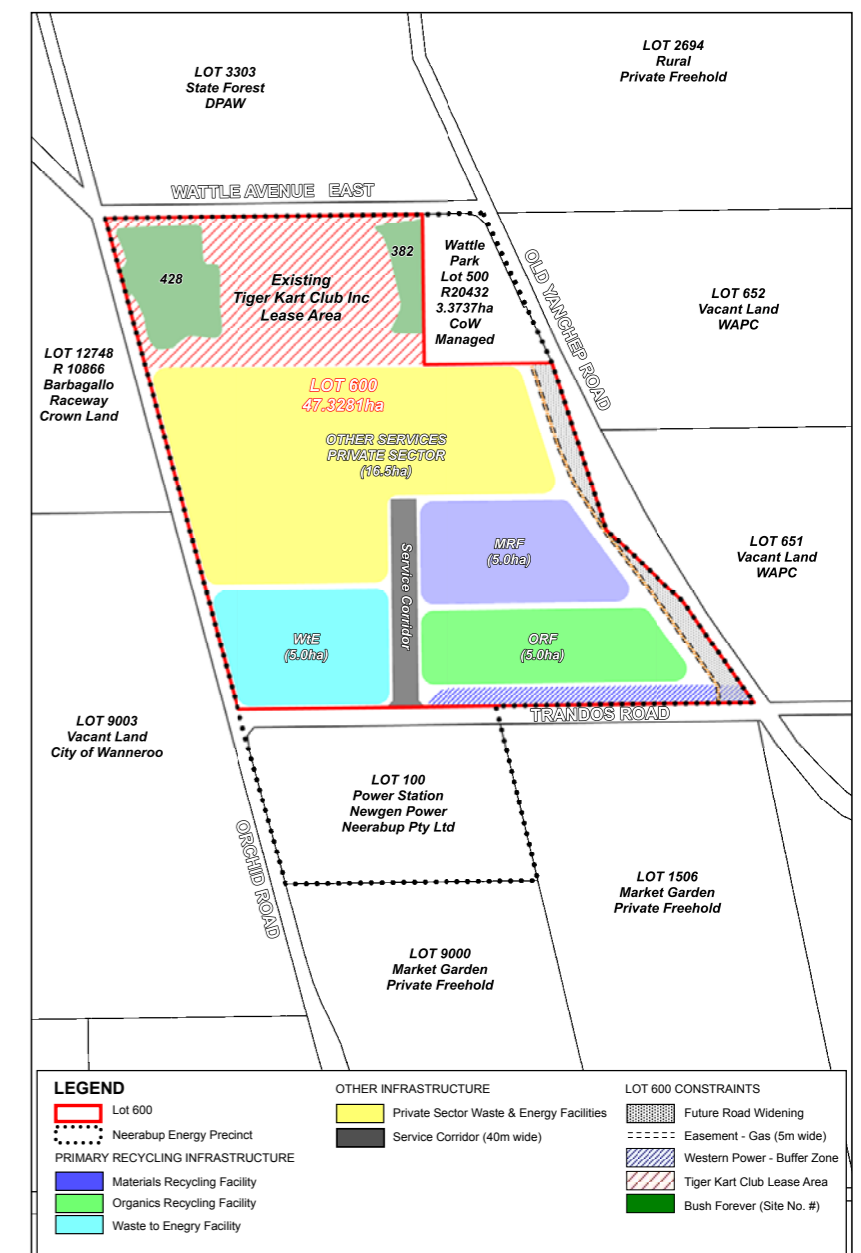 LOT 3303
State Forest
DPAW
LOT 2694
Rural
Private Freehold
WATTLE AVENUE EAST
428
382
Existing
Tiger Kart Club Inc
Lease Area
Wattle
Park
Lot 500
R20432
3.3737ha
CoW
Managed
OLD YANCHEP ROAD
LOT 652
Vacant Land
WAPC
LOT 12748
R 10866
Barbagallo
Raceway
Crown Land
LOT 600
47.3281ha
OTHER SERVICES
PRIVATE SECTOR
(16.5ha)
Service Corridor
MRF
(5.0ha)
LOT 651
Vacant Land
WAPC
WtE
(5.0ha)
ORF
(5.0ha)
LOT 9003
Vacant Land
City of Wanneroo
TRANDOS ROAD
LOT 100
Power Station
Newgen Power
Neerabup Pty Ltd
ORCHID ROAD
LOT 1506
Market Garden
Private Freehold
LOT 9000
Market Garden
Private Freehold
LEGEND
Lot 600
Neerabup Energy Precinct
PRIMARY RECYCLING INFRASTRUCTURE
Materials Recycling Facility
Organics Recycling Facility
Waste to Enegry Facility
OTHER INFRASTRUCTURE
Private Sector Waste & Energy Facilities
Service Corridor (40m wide)
LOT 600 CONSTRAINTS
Future Road Widening
Easement - Gas (5m wide)
Western Power - Buffer Zone
Tiger Kart Club Lease Area
Bush Forever (Site No. #)